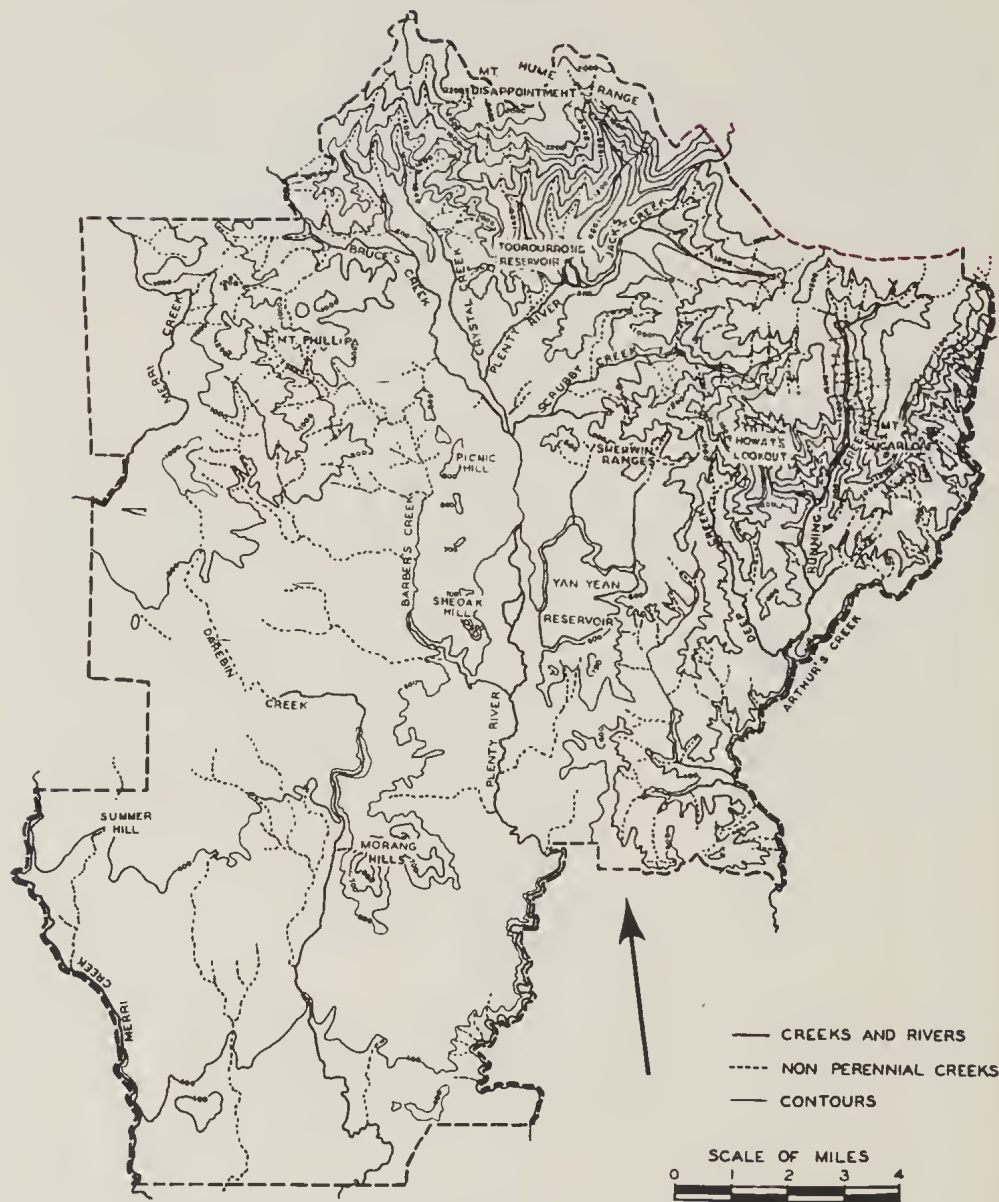 MT. HUME
DISAPPOINTMENT
RANGE
TOOROURRONG
RESERVOIR
JACK'S CREEK
BRUCE'S CREEK
CRYSTAL CREEK
PLENTY RIVER
MERRI CREEK
MT. PHILLIPS
SCRUBBY CREEK
PICNIC
HILL
SHERWIN
RANGES
HOWAT'S
LOOKOUT
MT.
SUGARLOAF
RUNNING CREEK
BARBER'S CREEK
DEEP CREEK
YAN YEAN
RESERVOIR
SHEOAK
HILL
DAREBIN
CREEK
PLENTY RIVER
ARTHUR'S CREEK
SUMMER
HILL
MORANG
HILLS
MERRI CREEK
CREEKS AND RIVERS
NON PERENNIAL CREEKS
CONTOURS
SCALE OF MILES
0 1 2 3 4